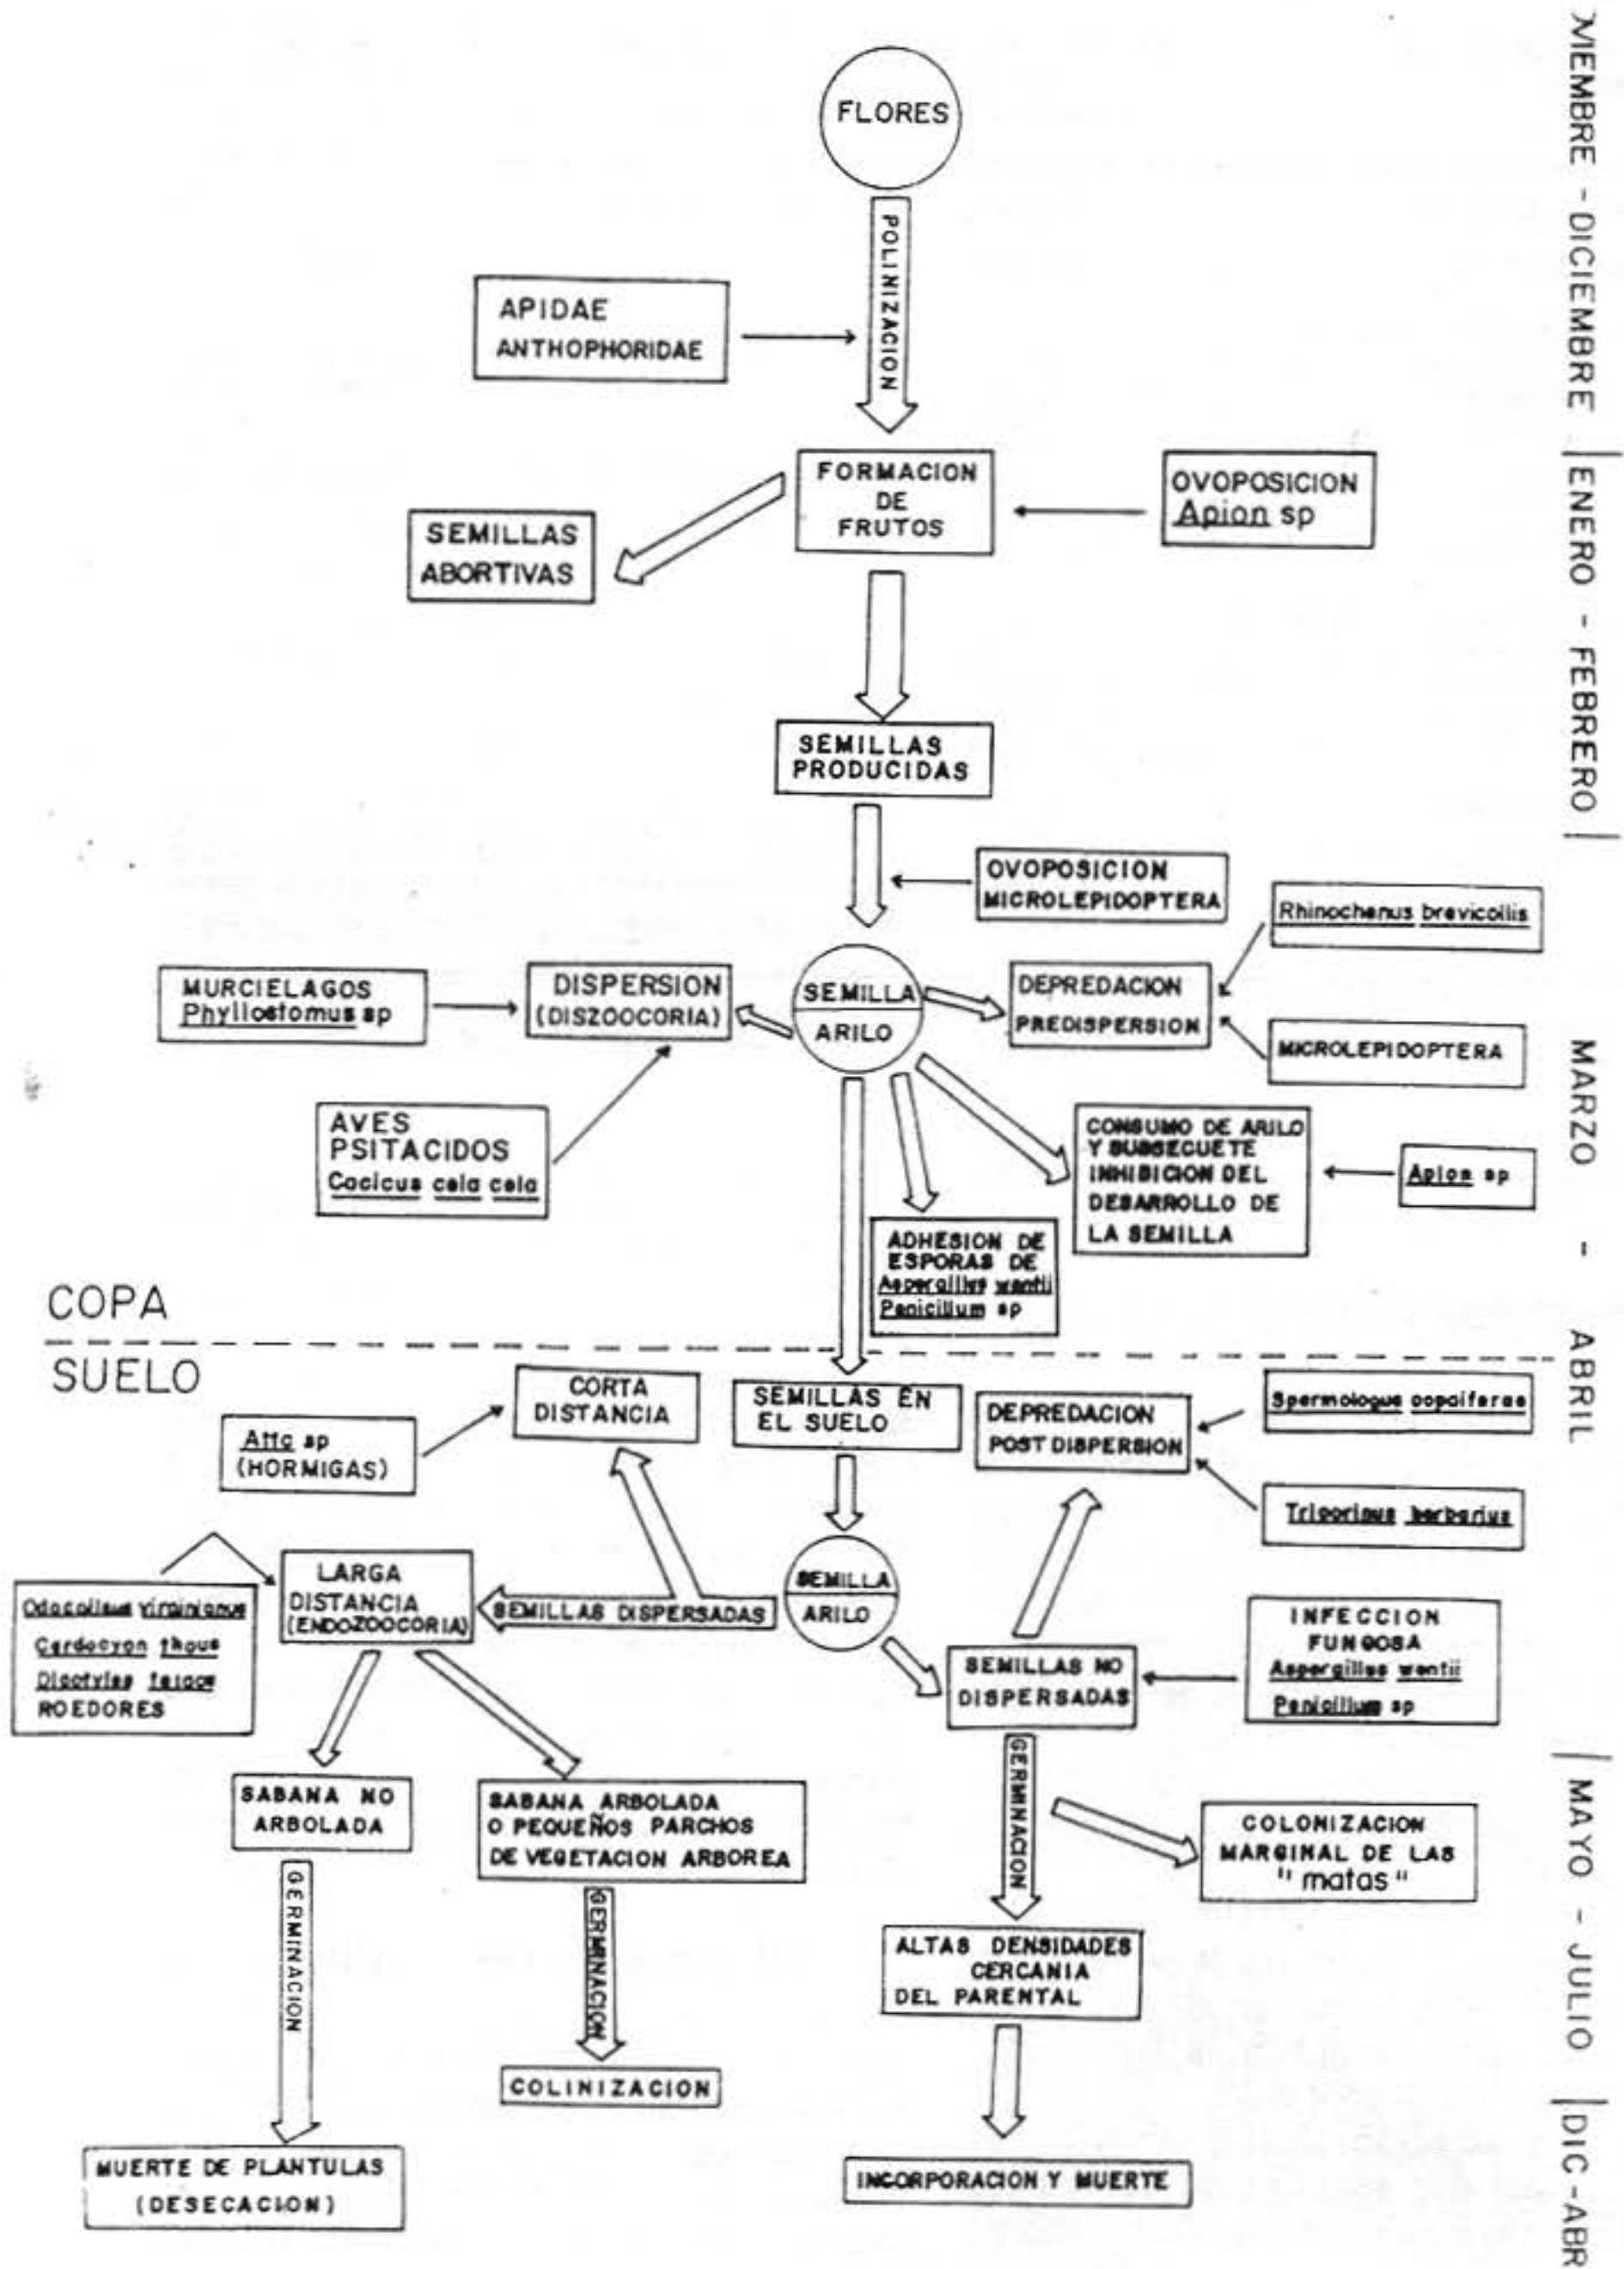 FLORES
POLINIZACION
APIDAE
ANTHOPHORIDAE
FORMACION
DE
FRUTOS
OVOPOSICION
Apion sp
SEMILLAS
ABORTIVAS
SEMILLAS
PRODUCIDAS
OVOPOSICION
MICROLEPIDOPTERA
Rhinochenus brevicollis
MURCIELAGOS
Phyllostomus sp
DISPERSION
(DISZOOCORIA)
SEMILLA
ARILO
DEPREDACION
PREDISPERSION
MICROLEPIDOPTERA
AVES
PSITACIDOS
Cacicus cela cela
CONSUMO DE ARILO
Y SUBSECUETE
INHIBICION DEL
DESARROLLO DE
LA SEMILLA
Apion sp
ADHESION DE
ESPORAS DE
Aspergillus wentii
Penicilium sp
COPA
SUELO
CORTA
DISTANCIA
SEMILLAS EN
EL SUELO
DEPREDACION
POST DISPERSION
Spermologus copaiferae
Atta sp
(HORMIGAS)
LARGA
DISTANCIA
(ENDOZOOCORIA)
SEMILLAS DISPERSADAS
SEMILLA
ARILO
virginianus
Cerdocyon thous
ROEDORES
SEMILLAS NO
DISPERSADAS
INFECCION
FUNGOSA
Aspergillus wentii
Penicillium sp
SABANA NO
ARBOLADA
SABANA ARBOLADA
O PEQUEÑOS PARCHOS
DE VEGETACION ARBOREA
GERMINACION
COLONIZACION
MARGINAL DE LAS
"matas"
GERMINACION
GERMINACION
ALTAS DENSIDADES
CERCANIA
DEL PARENTAL
COLINIZACION
MUERTE DE PLANTULAS
(DESECACION)
INCORPORACION Y MUERTE
VIEMBRE - DICIEMBRE
ENERO - FEBRERO
MARZO - ABRIL
MAYO - JULIO
DIC - ABR